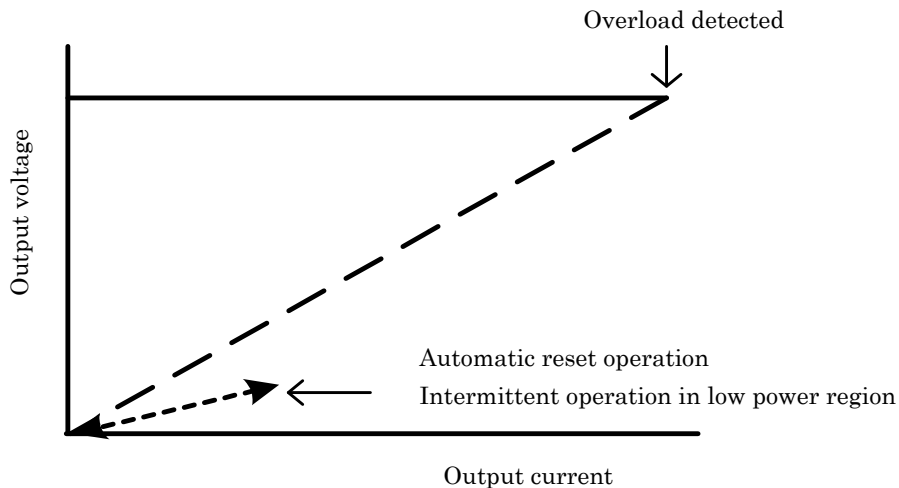 Overload detected
Output voltage
Automatic reset operation
Intermittent operation in low power region
Output current